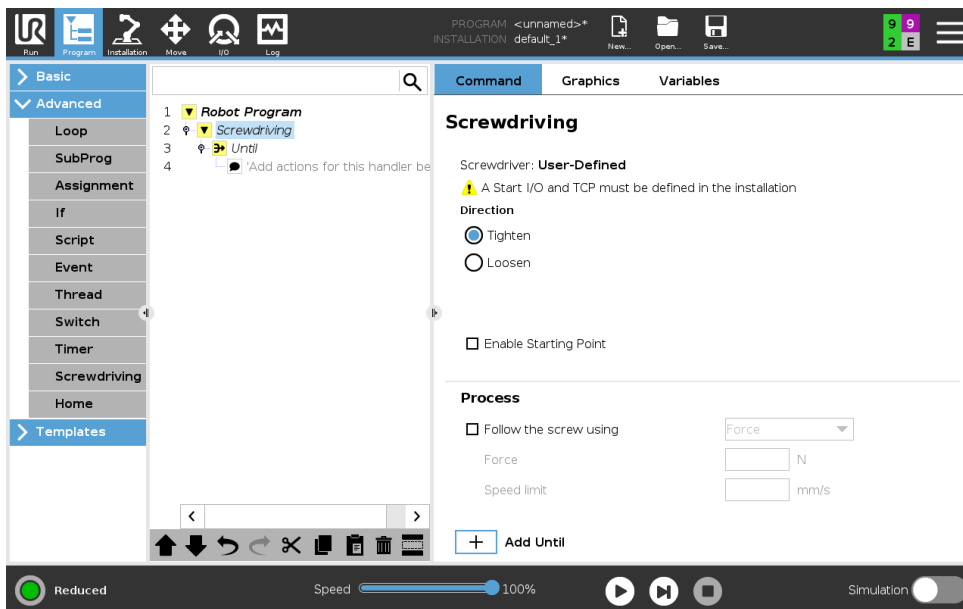 PROGRAM <unnamed>*
INSTALLATION default_1*
Run
Program
Installation
Move
I/O
Log
New...
Open...
Save...
9 9
2 E
Basic
Advanced
Loop
SubProg
Assignment
If
Script
Event
Thread
Switch
Timer
Screwdriving
Home
Templates
1 Robot Program
2 Screwdriving
3 Until
4 'Add actions for this handler be
Command Graphics Variables
Screwdriving
Screwdriver: User-Defined
A Start I/O and TCP must be defined in the installation
Direction
Tighten
Loosen
Enable Starting Point
Process
Follow the screw using Force
Force N
Speed limit mm/s
+ Add Until
Reduced
Speed 100%
Simulation